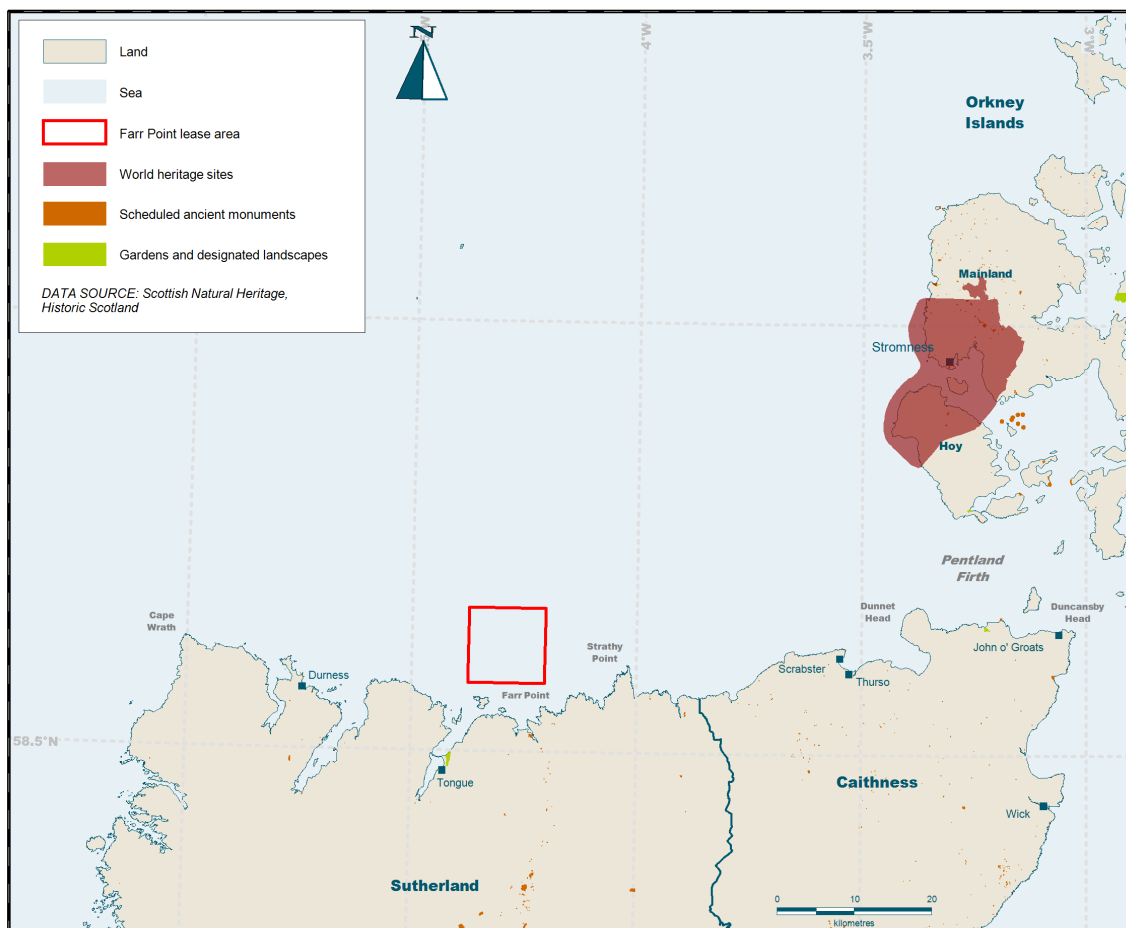 N
4°W
3.5°W
3°W
Land
Sea
Farr Point lease area
World heritage sites
Scheduled ancient monuments
Gardens and designated landscapes
DATA SOURCE: Scottish Natural Heritage,
Historic Scotland
Orkney
Islands
Mainland
Stromness
Hoy
Pentland
Firth
Cape
Wrath
Dunnet
Head
Duncansby
Head
Strathy
Point
John o' Groats
Scrabster
Thurso
Durness
Farr Point
58.5°N
Tongue
Caithness
Wick
Sutherland
0
10
20
kilometres